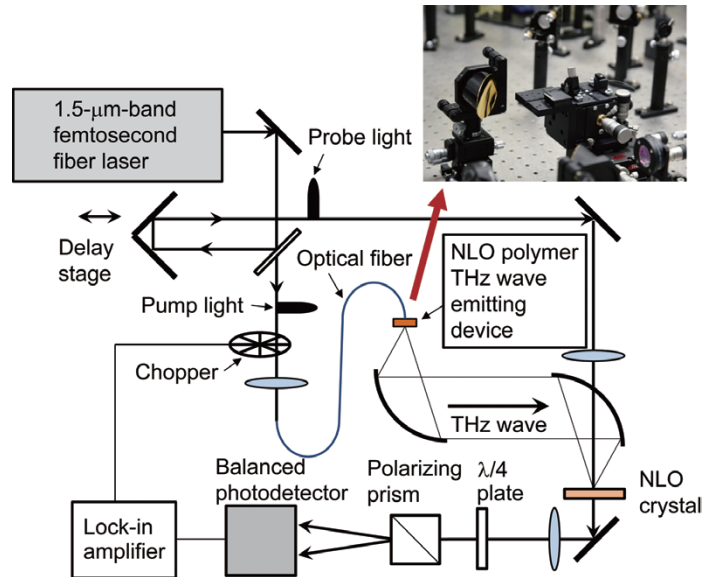 1.5-μm-band
femtosecond
fiber laser
Probe light
Delay
stage
Optical fiber
NLO polymer
THz wave
emitting
device
Pump light
Chopper
THz wave
Balanced
photodetector
Polarizing
prism
λ/4
plate
NLO
crystal
Lock-in
amplifier